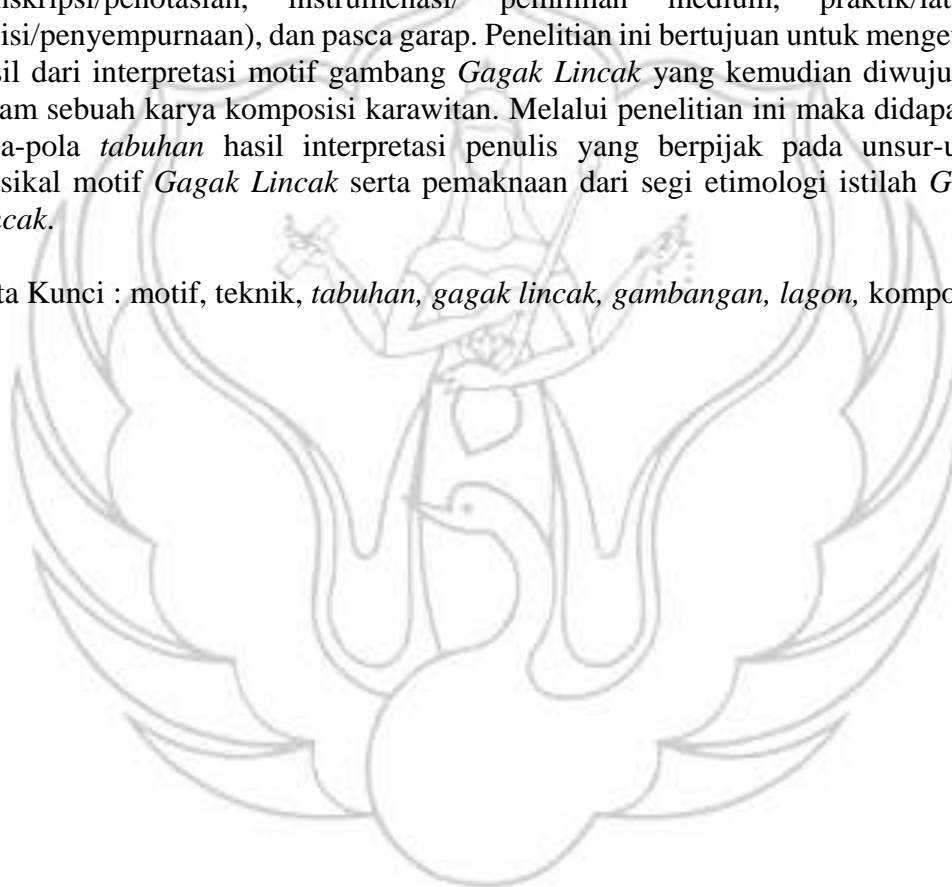 nskripsi/penotasian, instrumenasi/ pemilihan medium, praktik/lat
isi/penyempurnaan), dan pasca garap. Penelitian ini bertujuan untuk menge
sil dari interpretasi motif gambang Gagak Lincak yang kemudian diwuju
am sebuah karya komposisi karawitan. Melalui penelitian ini maka didapa
a-pola tabuhan hasil interpretasi penulis yang berpijak pada unsur-u
sikal motif Gagak Lincak serta pemaknaan dari segi etimologi istilah G
ncak.
ta Kunci : motif, teknik, tabuhan, gagak lincak, gambangan, lagon, kompo